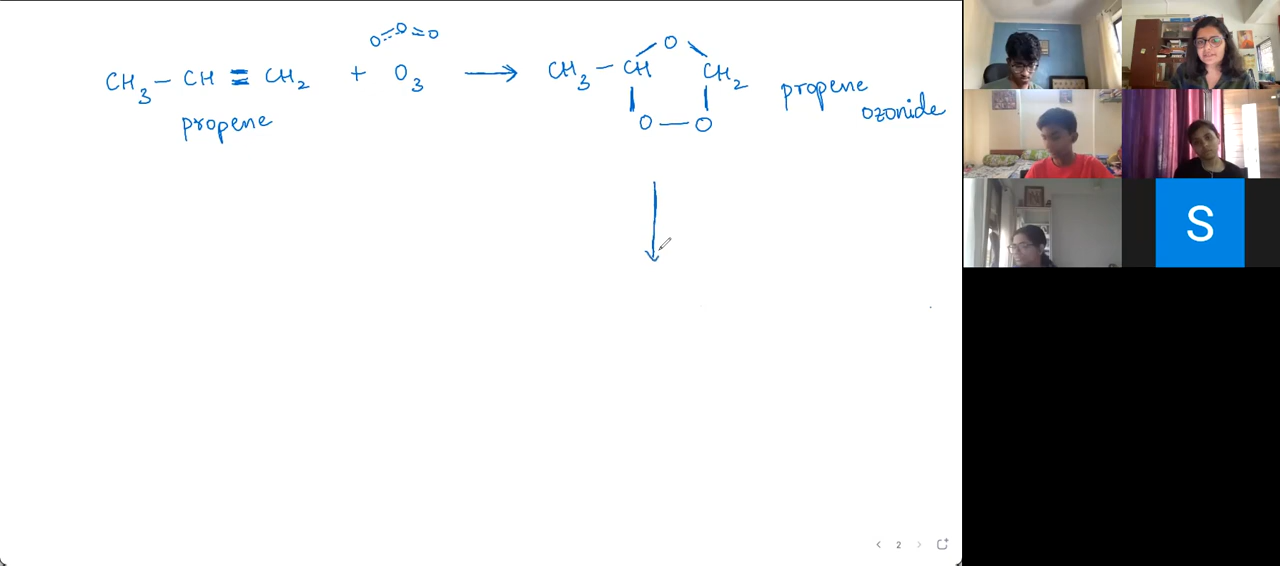 O=O=O
CH3 - CH = CH2 + O3 → CH3 - CH O CH2
propene
O - O
propene
ozonide
S
2